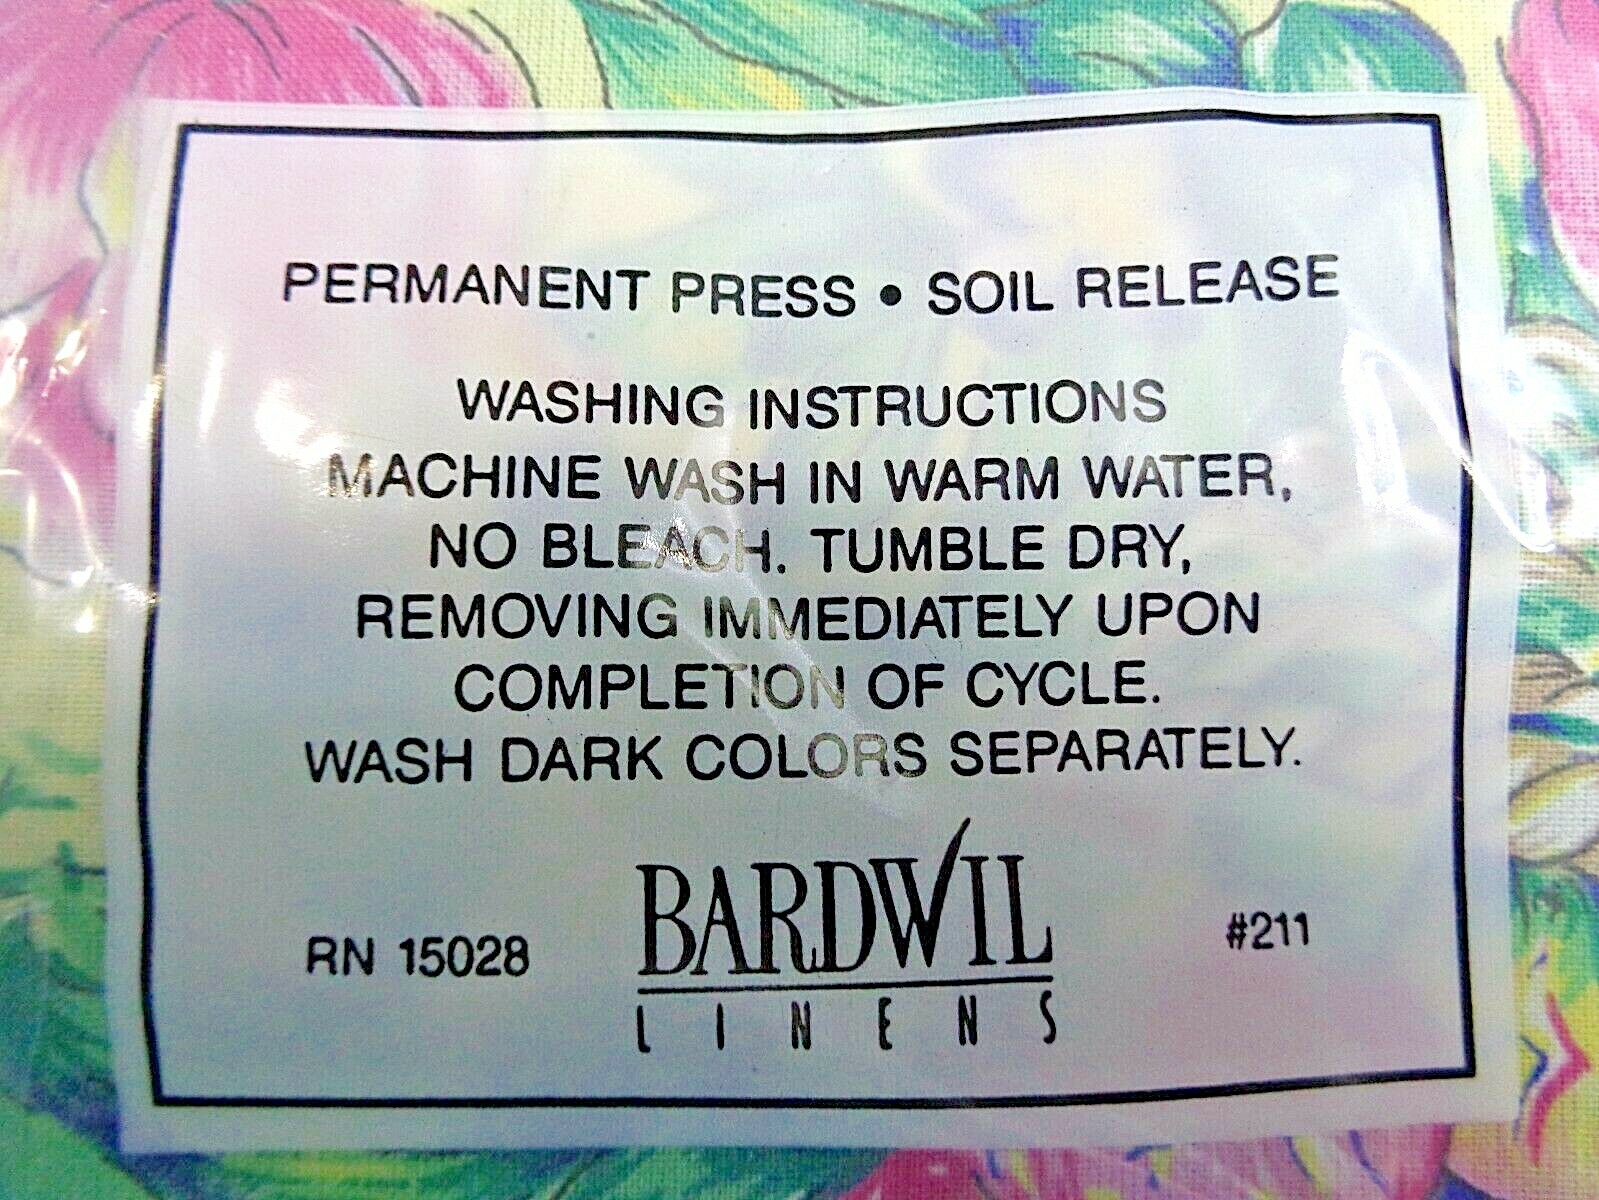 PERMANENT PRESS • SOIL RELEASE
WASHING INSTRUCTIONS
MACHINE WASH IN WARM WATER,
NO BLEACH. TUMBLE DRY,
REMOVING IMMEDIATELY UPON
COMPLETION OF CYCLE.
WASH DARK COLORS SEPARATELY.
RN 15028
BARDWIL
LINENS
#211